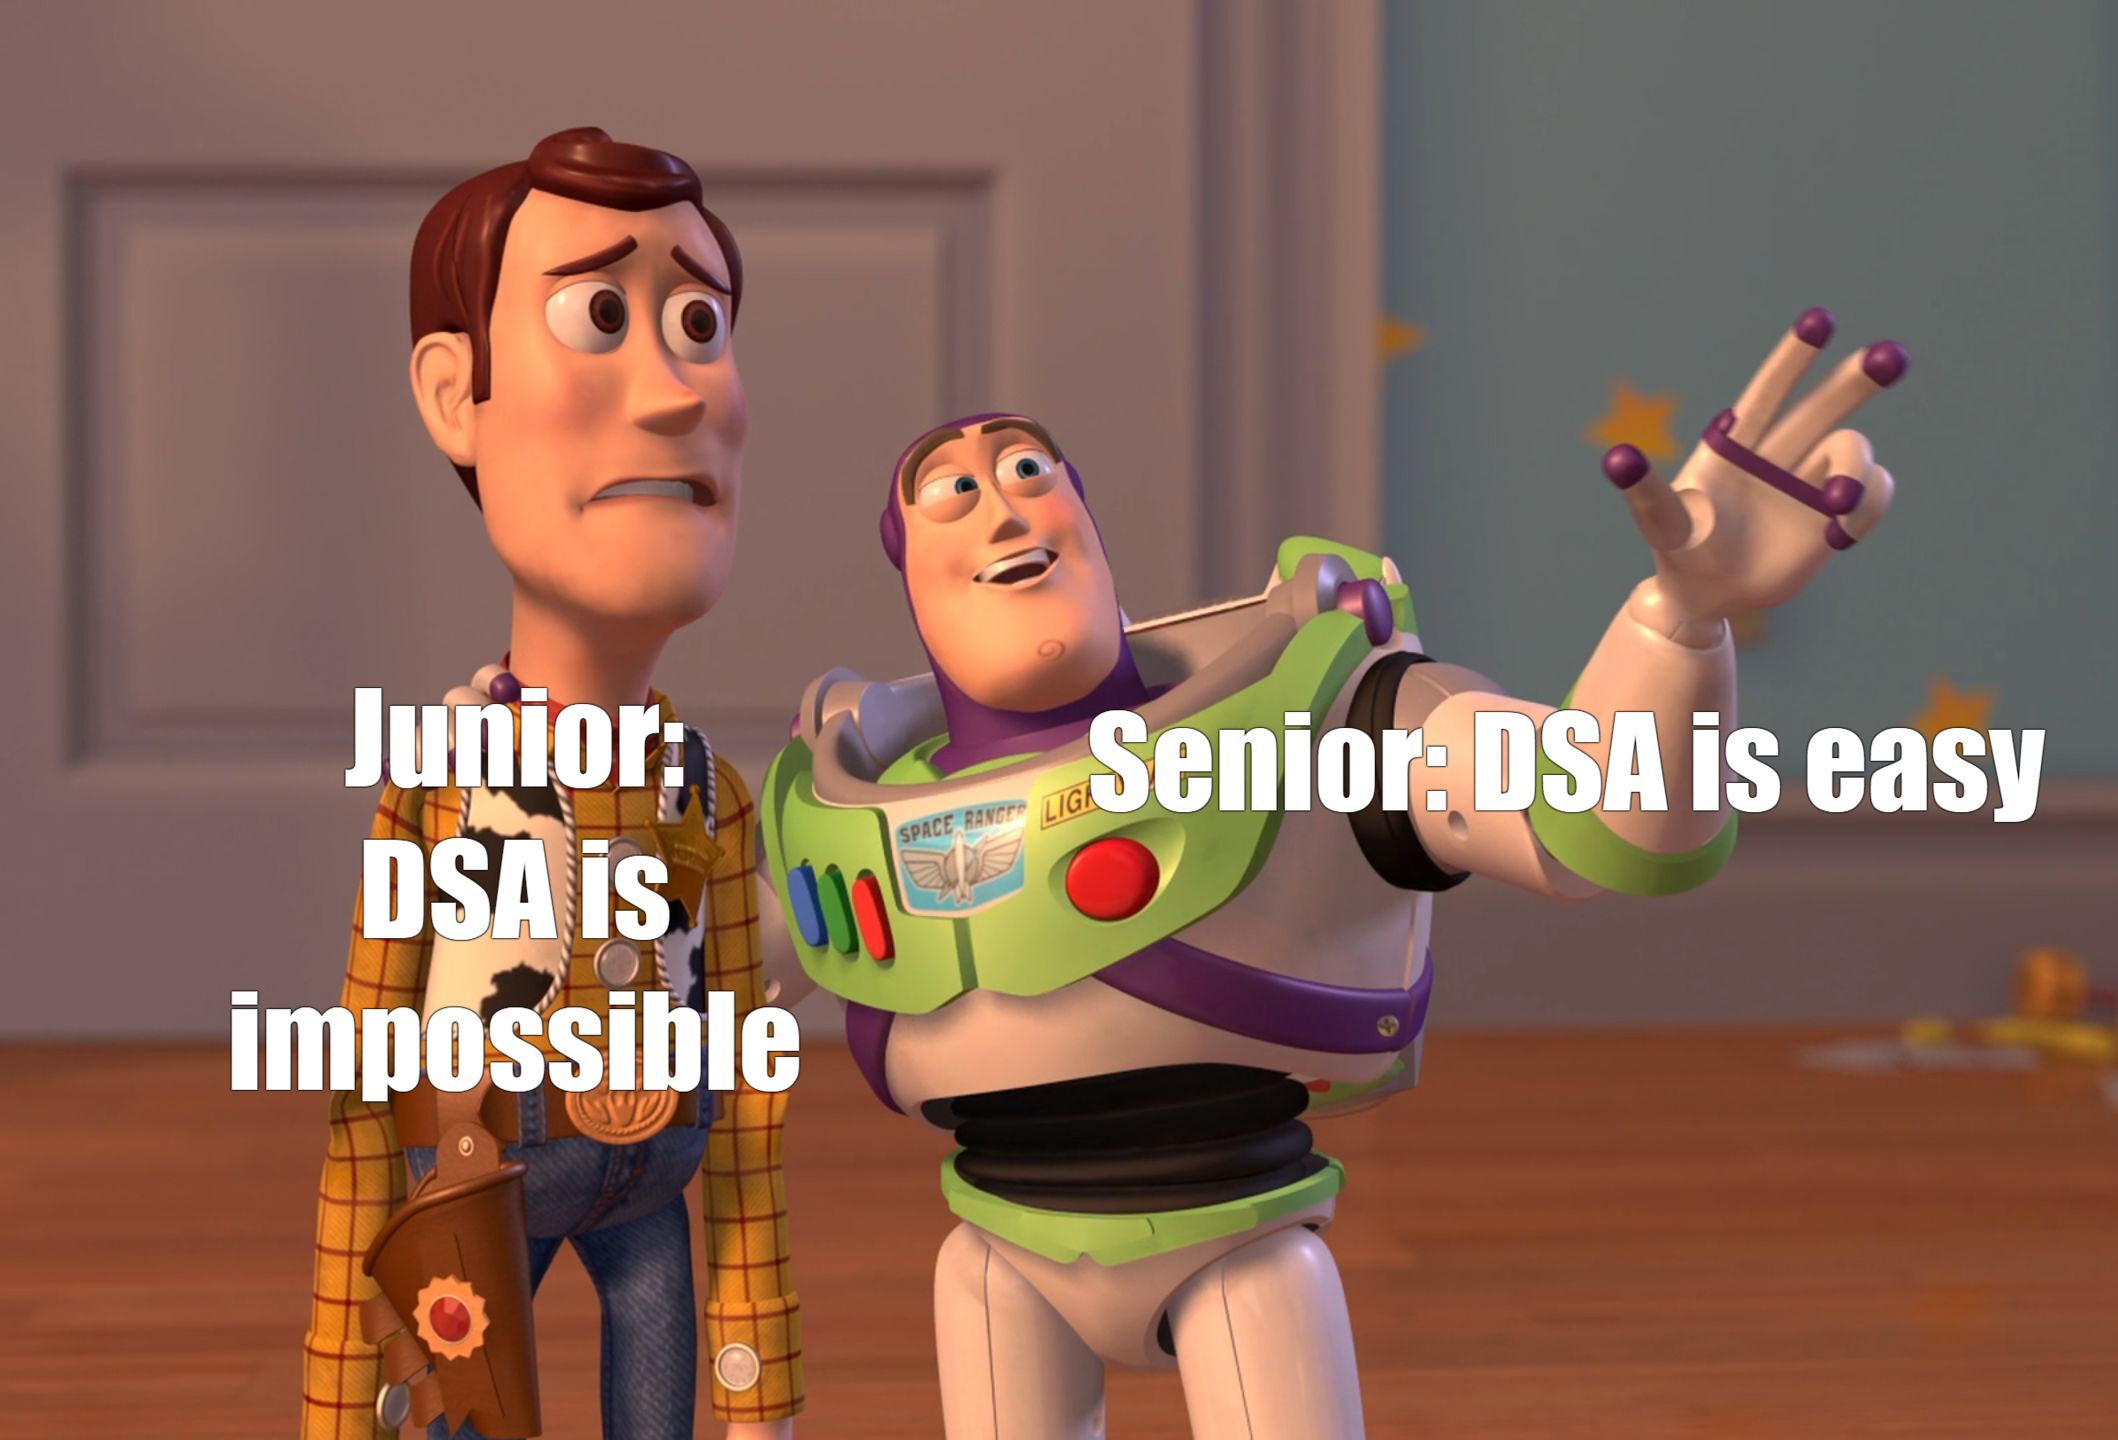 Junior:
DSA is
impossible
Senior: DSA is easy
SPACE RANGER